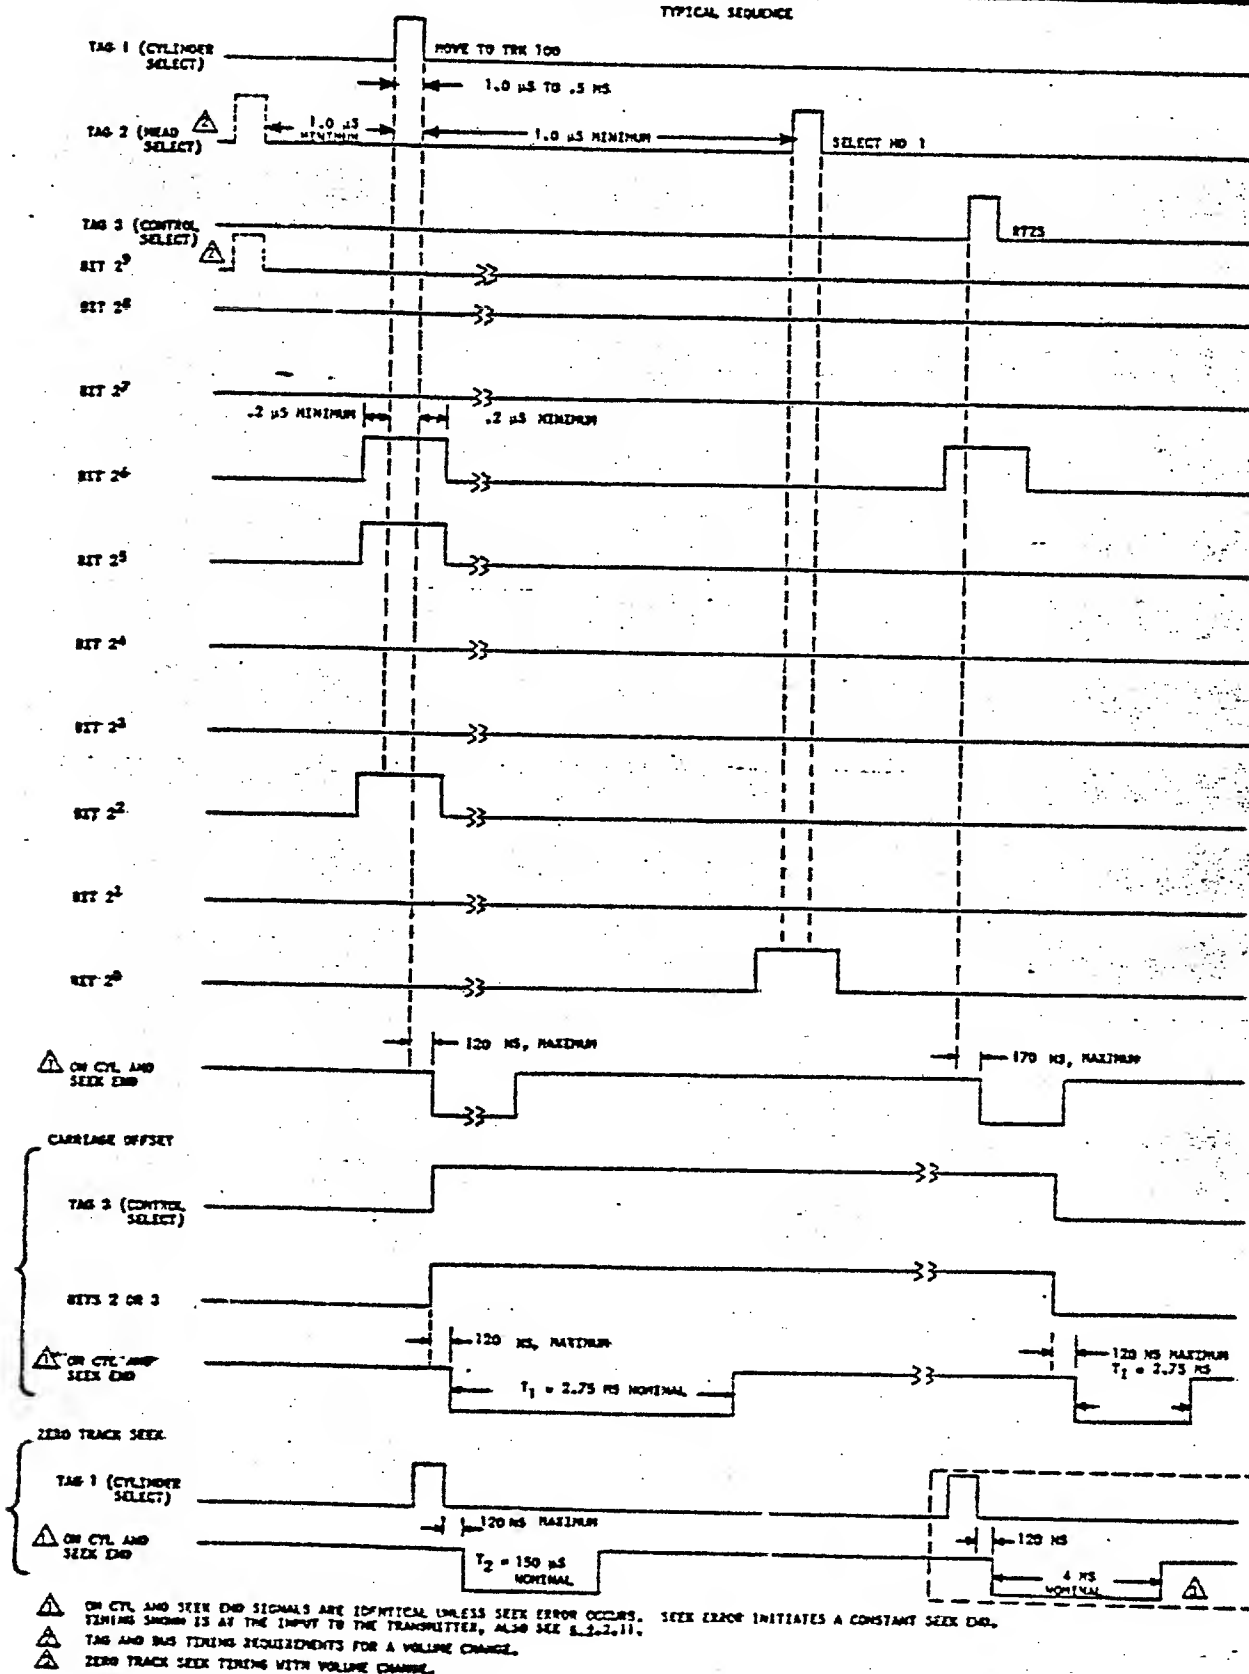 TYPICAL SEQUENCE
TAG 1 (CYLINDER
SELECT)
MOVE TO TRK 100
1.0 µS TO .5 MS
TAG 2 (HEAD
SELECT)
2
1.0 µS
MINIMUM
1.0 µS MINIMUM
SELECT HD 1
TAG 3 (CONTROL
SELECT)
2
RTZS
BIT 2⁹
BIT 2⁸
BIT 2⁷
.2 µS MINIMUM
.2 µS MINIMUM
BIT 2⁶
BIT 2⁵
BIT 2⁴
BIT 2³
BIT 2²
BIT 2¹
BIT 2⁰
120 NS, MAXIMUM
170 NS, MAXIMUM
1 ON CYL AND
SEEK END
CARRIAGE OFFSET
TAG 3 (CONTROL
SELECT)
BITS 2 OR 3
120 NS, MAXIMUM
120 NS MAXIMUM
1 ON CYL AND
SEEK END
T1 = 2.75 MS NOMINAL
T1 = 2.75 MS
ZERO TRACK SEEK
TAG 1 (CYLINDER
SELECT)
120 NS MAXIMUM
120 NS
1 ON CYL AND
SEEK END
T2 = 150 µS
NOMINAL
4 MS
NOMINAL
3
1 ON CYL AND SEEK END SIGNALS ARE IDENTICAL UNLESS SEEK ERROR OCCURS. SEEK ERROR INITIATES A CONSTANT SEEK END.
TIMING SHOWN IS AT THE INPUT TO THE TRANSMITTER, ALSO SEE
2 TAG AND BUS TIMING REQUIREMENTS FOR A VOLUME CHANGE.
3 ZERO TRACK SEEK TIMING WITH VOLUME CHANGE.